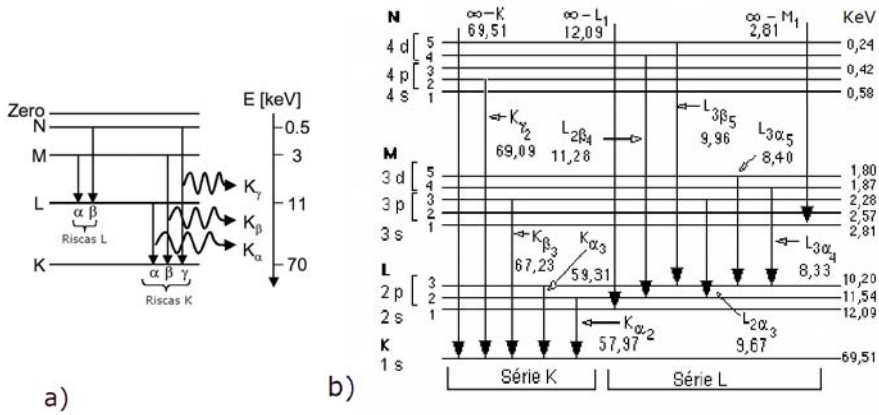 Zero
N
M
L
K
E [keV]
0.5
3
11
70
α β
Riscas L
α β γ
Riscas K
Kγ
Kβ
Kα
a)
b)
N
∞-K
69,51
∞-L1
12,09
∞ - M1
2,81
KeV
4 d 5
4
4 p 3
2
4 s 1
0,24
0,42
0,58
Kγ2
69,09
L2β4
11,28
L3β5
9,96
L3α5
8,40
M
3 d 5
4
3 p 3
2
3 s 1
1,80
1,87
2,28
2,57
2,81
Kβ3
67,23
Kα3
59,31
L3α4
8,33
L
2 p 3
2
2 s 1
10,20
11,54
12,09
Kα2
57,97
L2α3
9,67
K
1 s
69,51
Série K
Série L